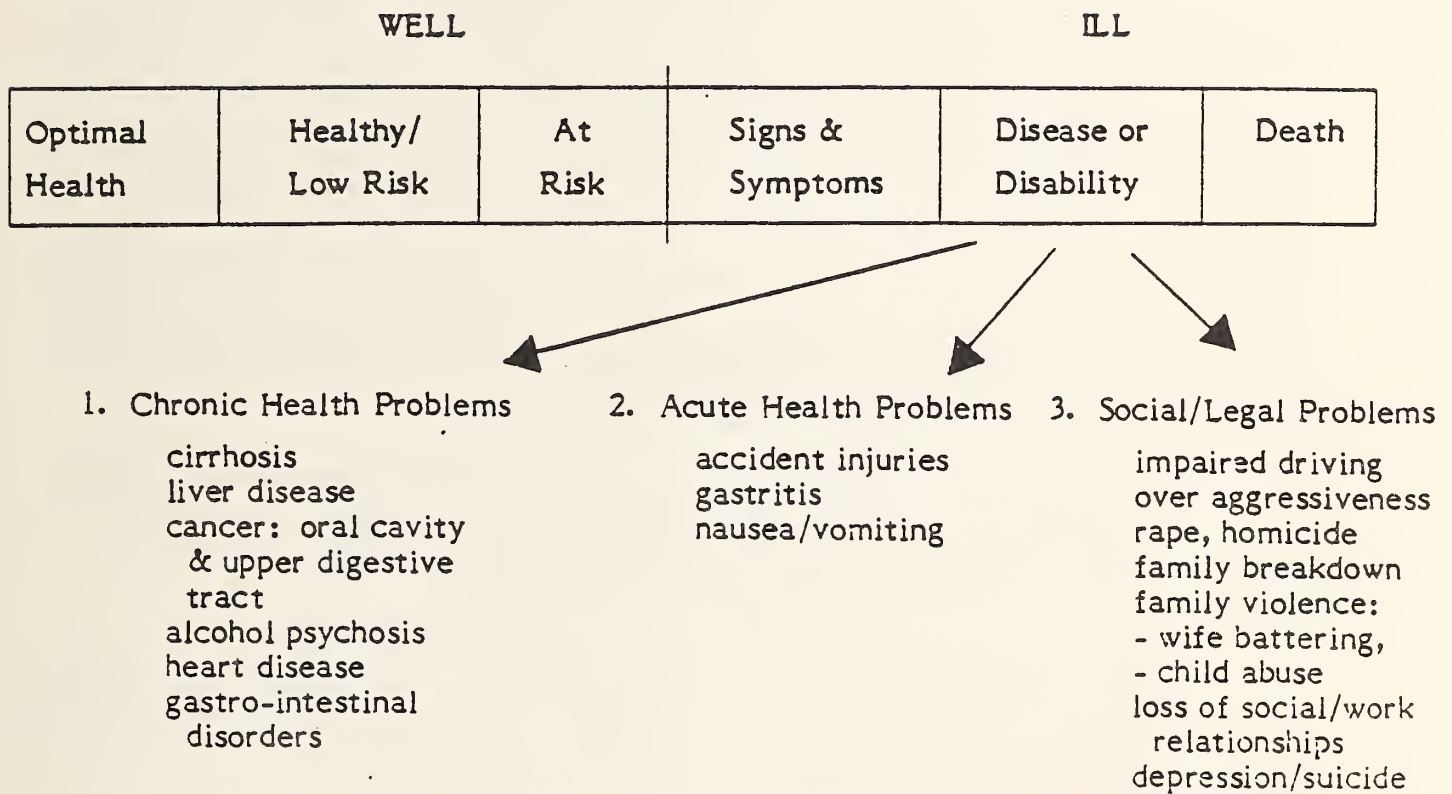 WELL ILL
Optimal Health
Healthy/ Low Risk
At Risk
Signs & Symptoms
Disease or Disability
Death
1. Chronic Health Problems
cirrhosis
liver disease
cancer: oral cavity
& upper digestive
tract
alcohol psychosis
heart disease
gastro-intestinal
disorders
2. Acute Health Problems
accident injuries
gastritis
nausea/vomiting
3. Social/Legal Problems
impaired driving
over aggressiveness
rape, homicide
family breakdown
family violence:
- wife battering,
- child abuse
loss of social/work
relationships
depression/suicide